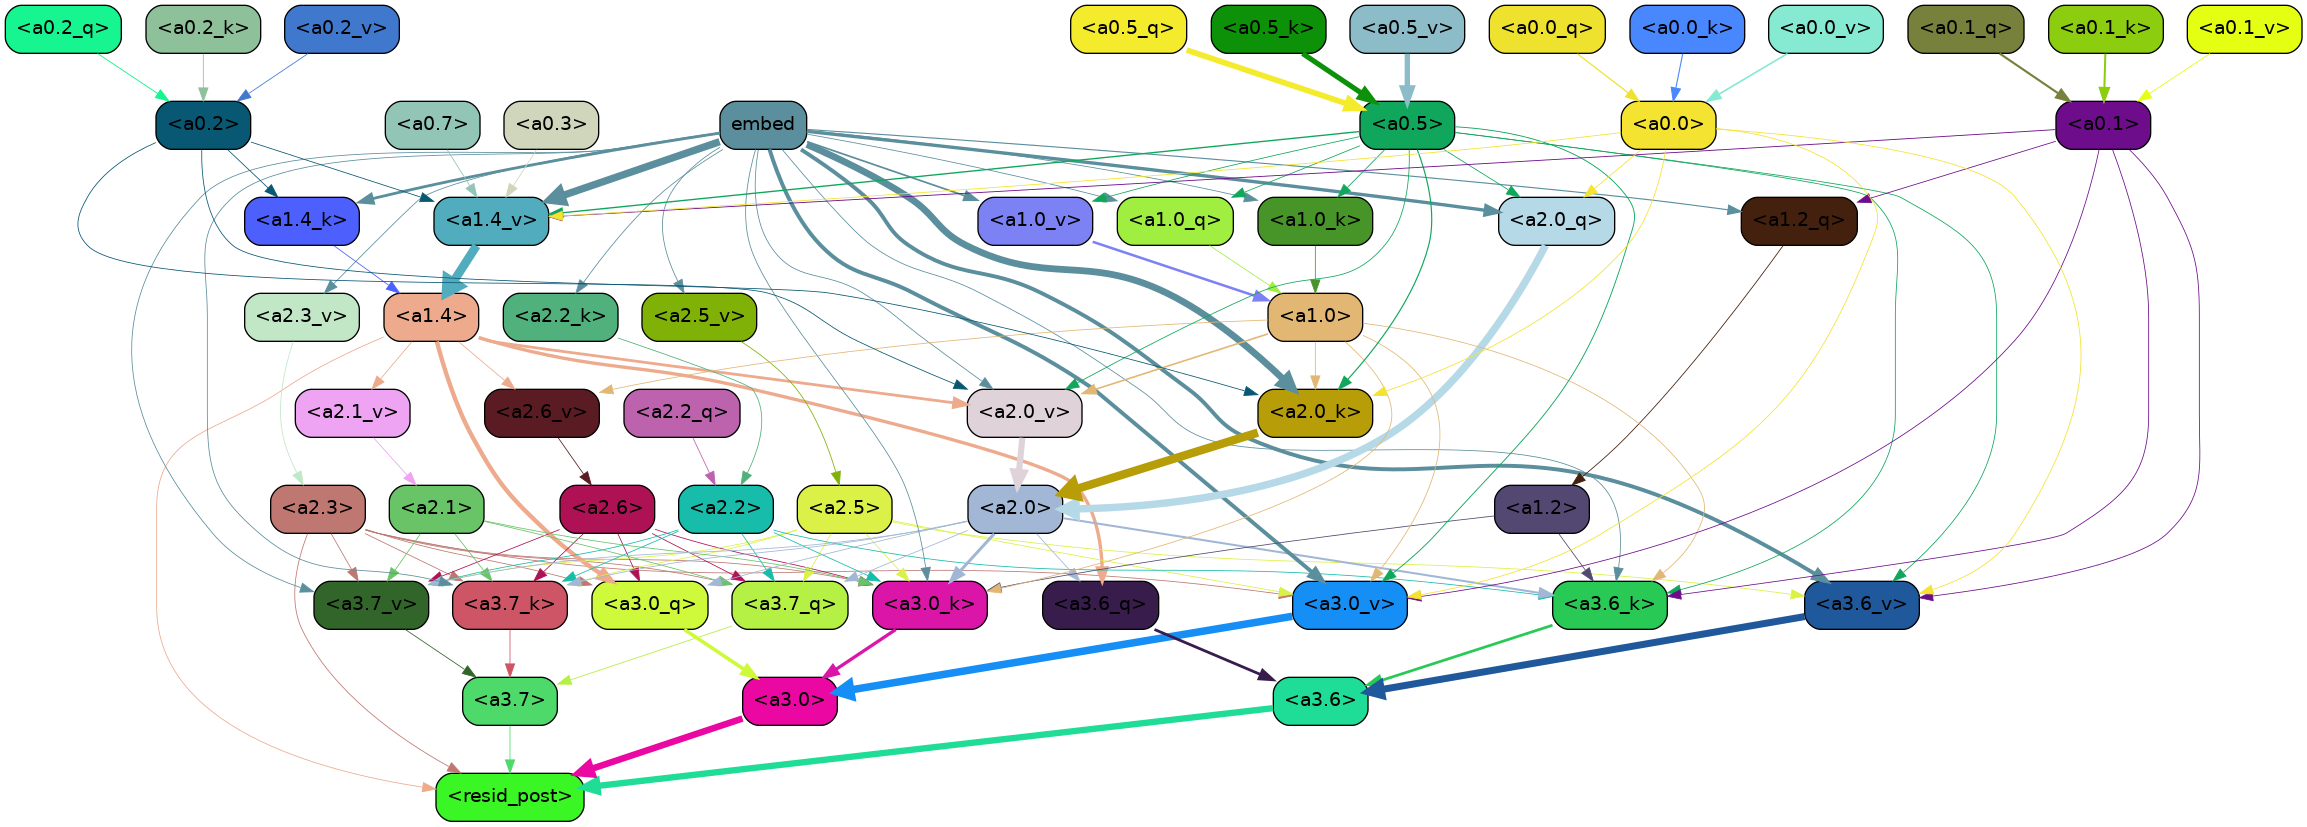 <a0.2_q> <a0.2_k> <a0.2_v> <a0.5_q> <a0.5_k> <a0.5_v> <a0.0_q> <a0.0_k> <a0.0_v> <a0.1_q> <a0.1_k> <a0.1_v>
<a0.2> <a0.7> <a0.3> embed <a0.5> <a0.0> <a0.1>
<a1.4_k> <a1.4_v> <a1.0_v> <a1.0_q> <a1.0_k> <a2.0_q> <a1.2_q>
<a2.3_v> <a1.4> <a2.2_k> <a2.5_v> <a1.0>
<a2.1_v> <a2.6_v> <a2.2_q> <a2.0_v> <a2.0_k>
<a2.3> <a2.1> <a2.6> <a2.2> <a2.5> <a2.0> <a1.2>
<a3.7_v> <a3.7_k> <a3.0_q> <a3.7_q> <a3.0_k> <a3.6_q> <a3.0_v> <a3.6_k> <a3.6_v>
<a3.7> <a3.0> <a3.6>
<resid_post>